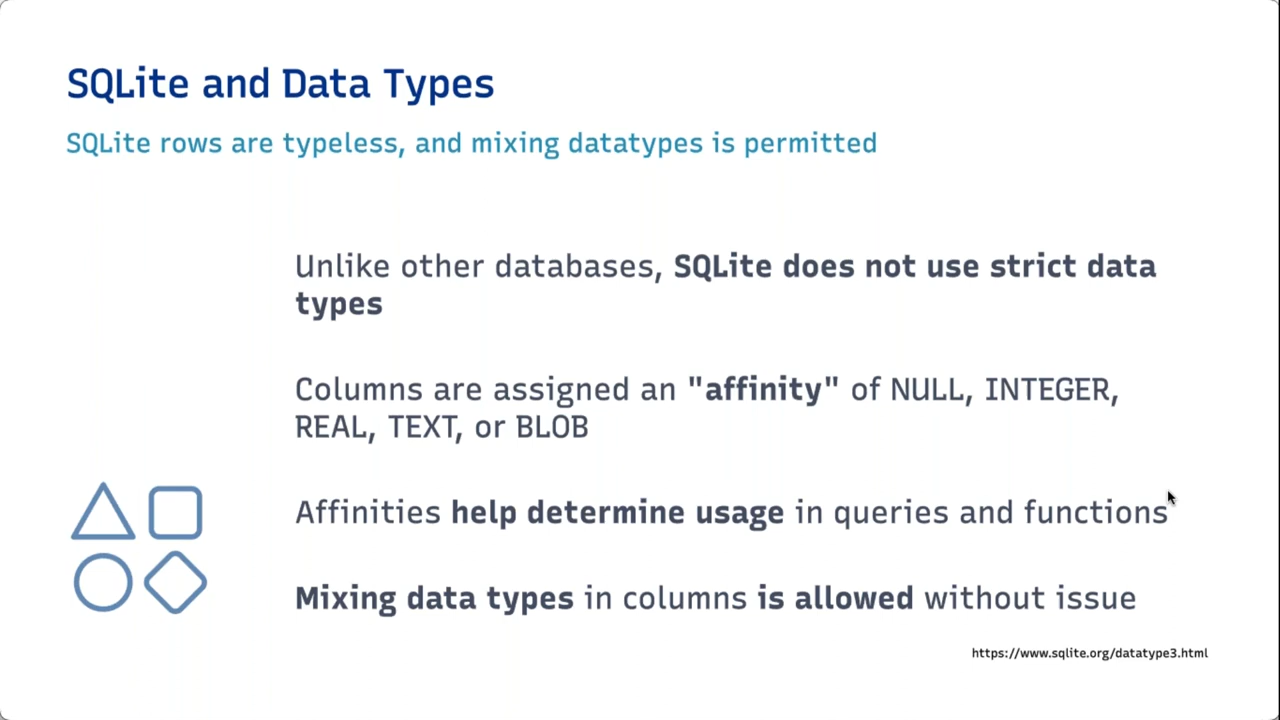 SQLite and Data Types
SQLite rows are typeless, and mixing datatypes is permitted
Unlike other databases, SQLite does not use strict data
types
Columns are assigned an "affinity" of NULL, INTEGER,
REAL, TEXT, or BLOB
Affinities help determine usage in queries and functions
Mixing data types in columns is allowed without issue
https://www.sqlite.org/datatype3.html